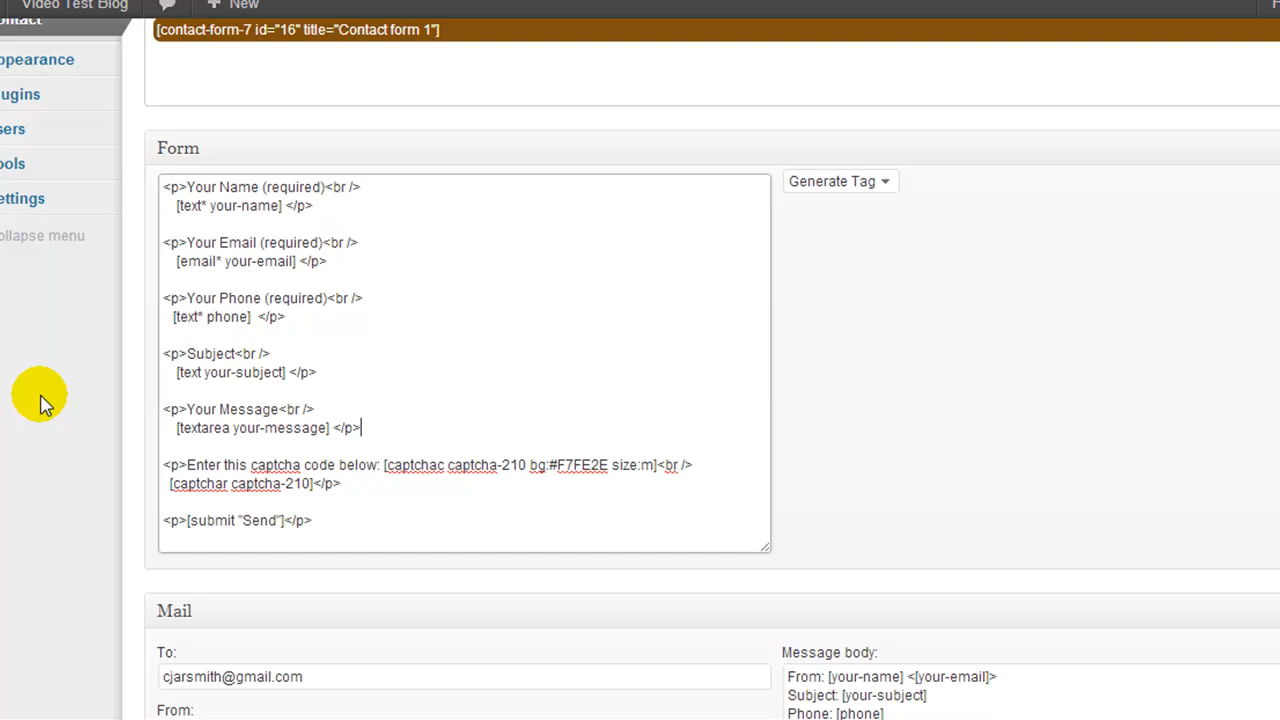 Video Test Blog
New
[contact-form-7 id="16" title="Contact form 1"]
ontact
ppearance
lugins
sers
ools
ettings
ollapse menu
Form
<p>Your Name (required)<br />
[text* your-name] </p>
<p>Your Email (required)<br />
[email* your-email] </p>
<p>Your Phone (required)<br />
[text* phone]  </p>
<p>Subject<br />
[text your-subject] </p>
<p>Your Message<br />
[textarea your-message] </p>
<p>Enter this captcha code below: [captchac captcha-210 bg:#F7FE2E size:m]<br />
[captchar captcha-210]</p>
<p>[submit "Send"]</p>
Generate Tag
Mail
To:
cjarsmith@gmail.com
From:
Message body:
From: [your-name] <[your-email]>
Subject: [your-subject]
Phone: [phone]